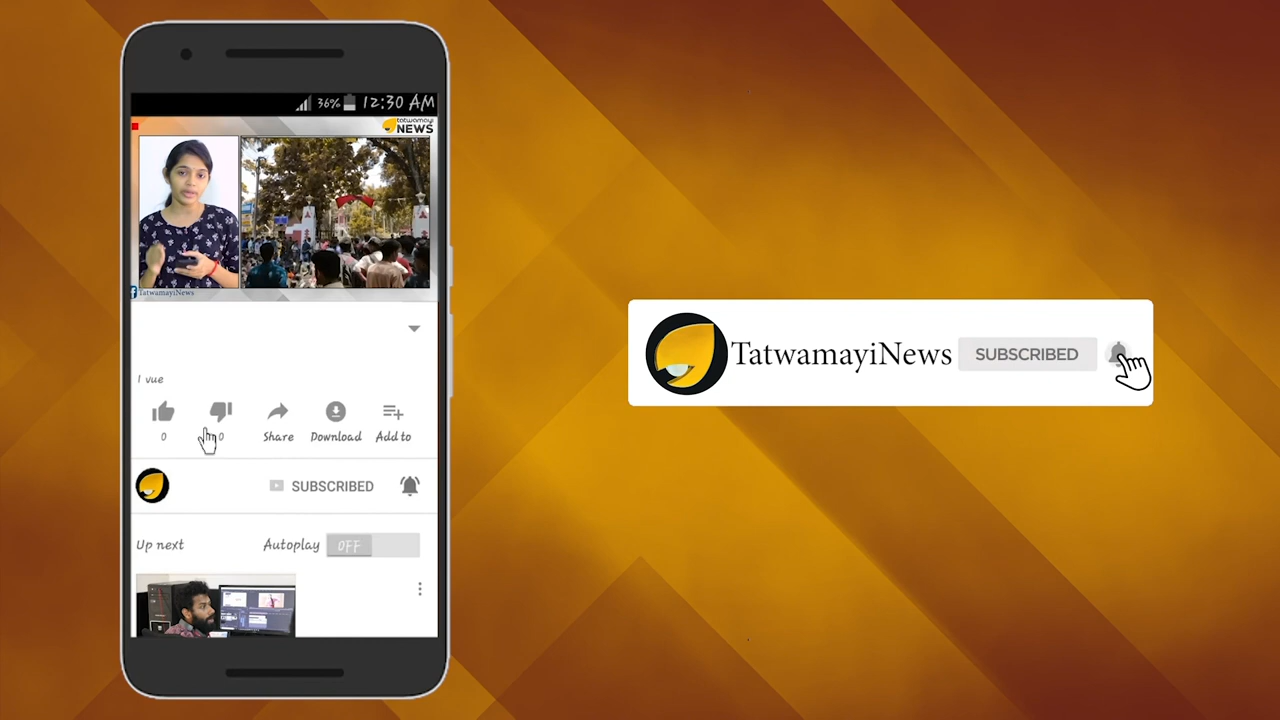 36% 12:30 AM
tatwamayi
NEWS
TatwamayiNews
1 vue
0 0
Share Download Add to
SUBSCRIBED
Up next Autoplay OFF
TatwamayiNews SUBSCRIBED